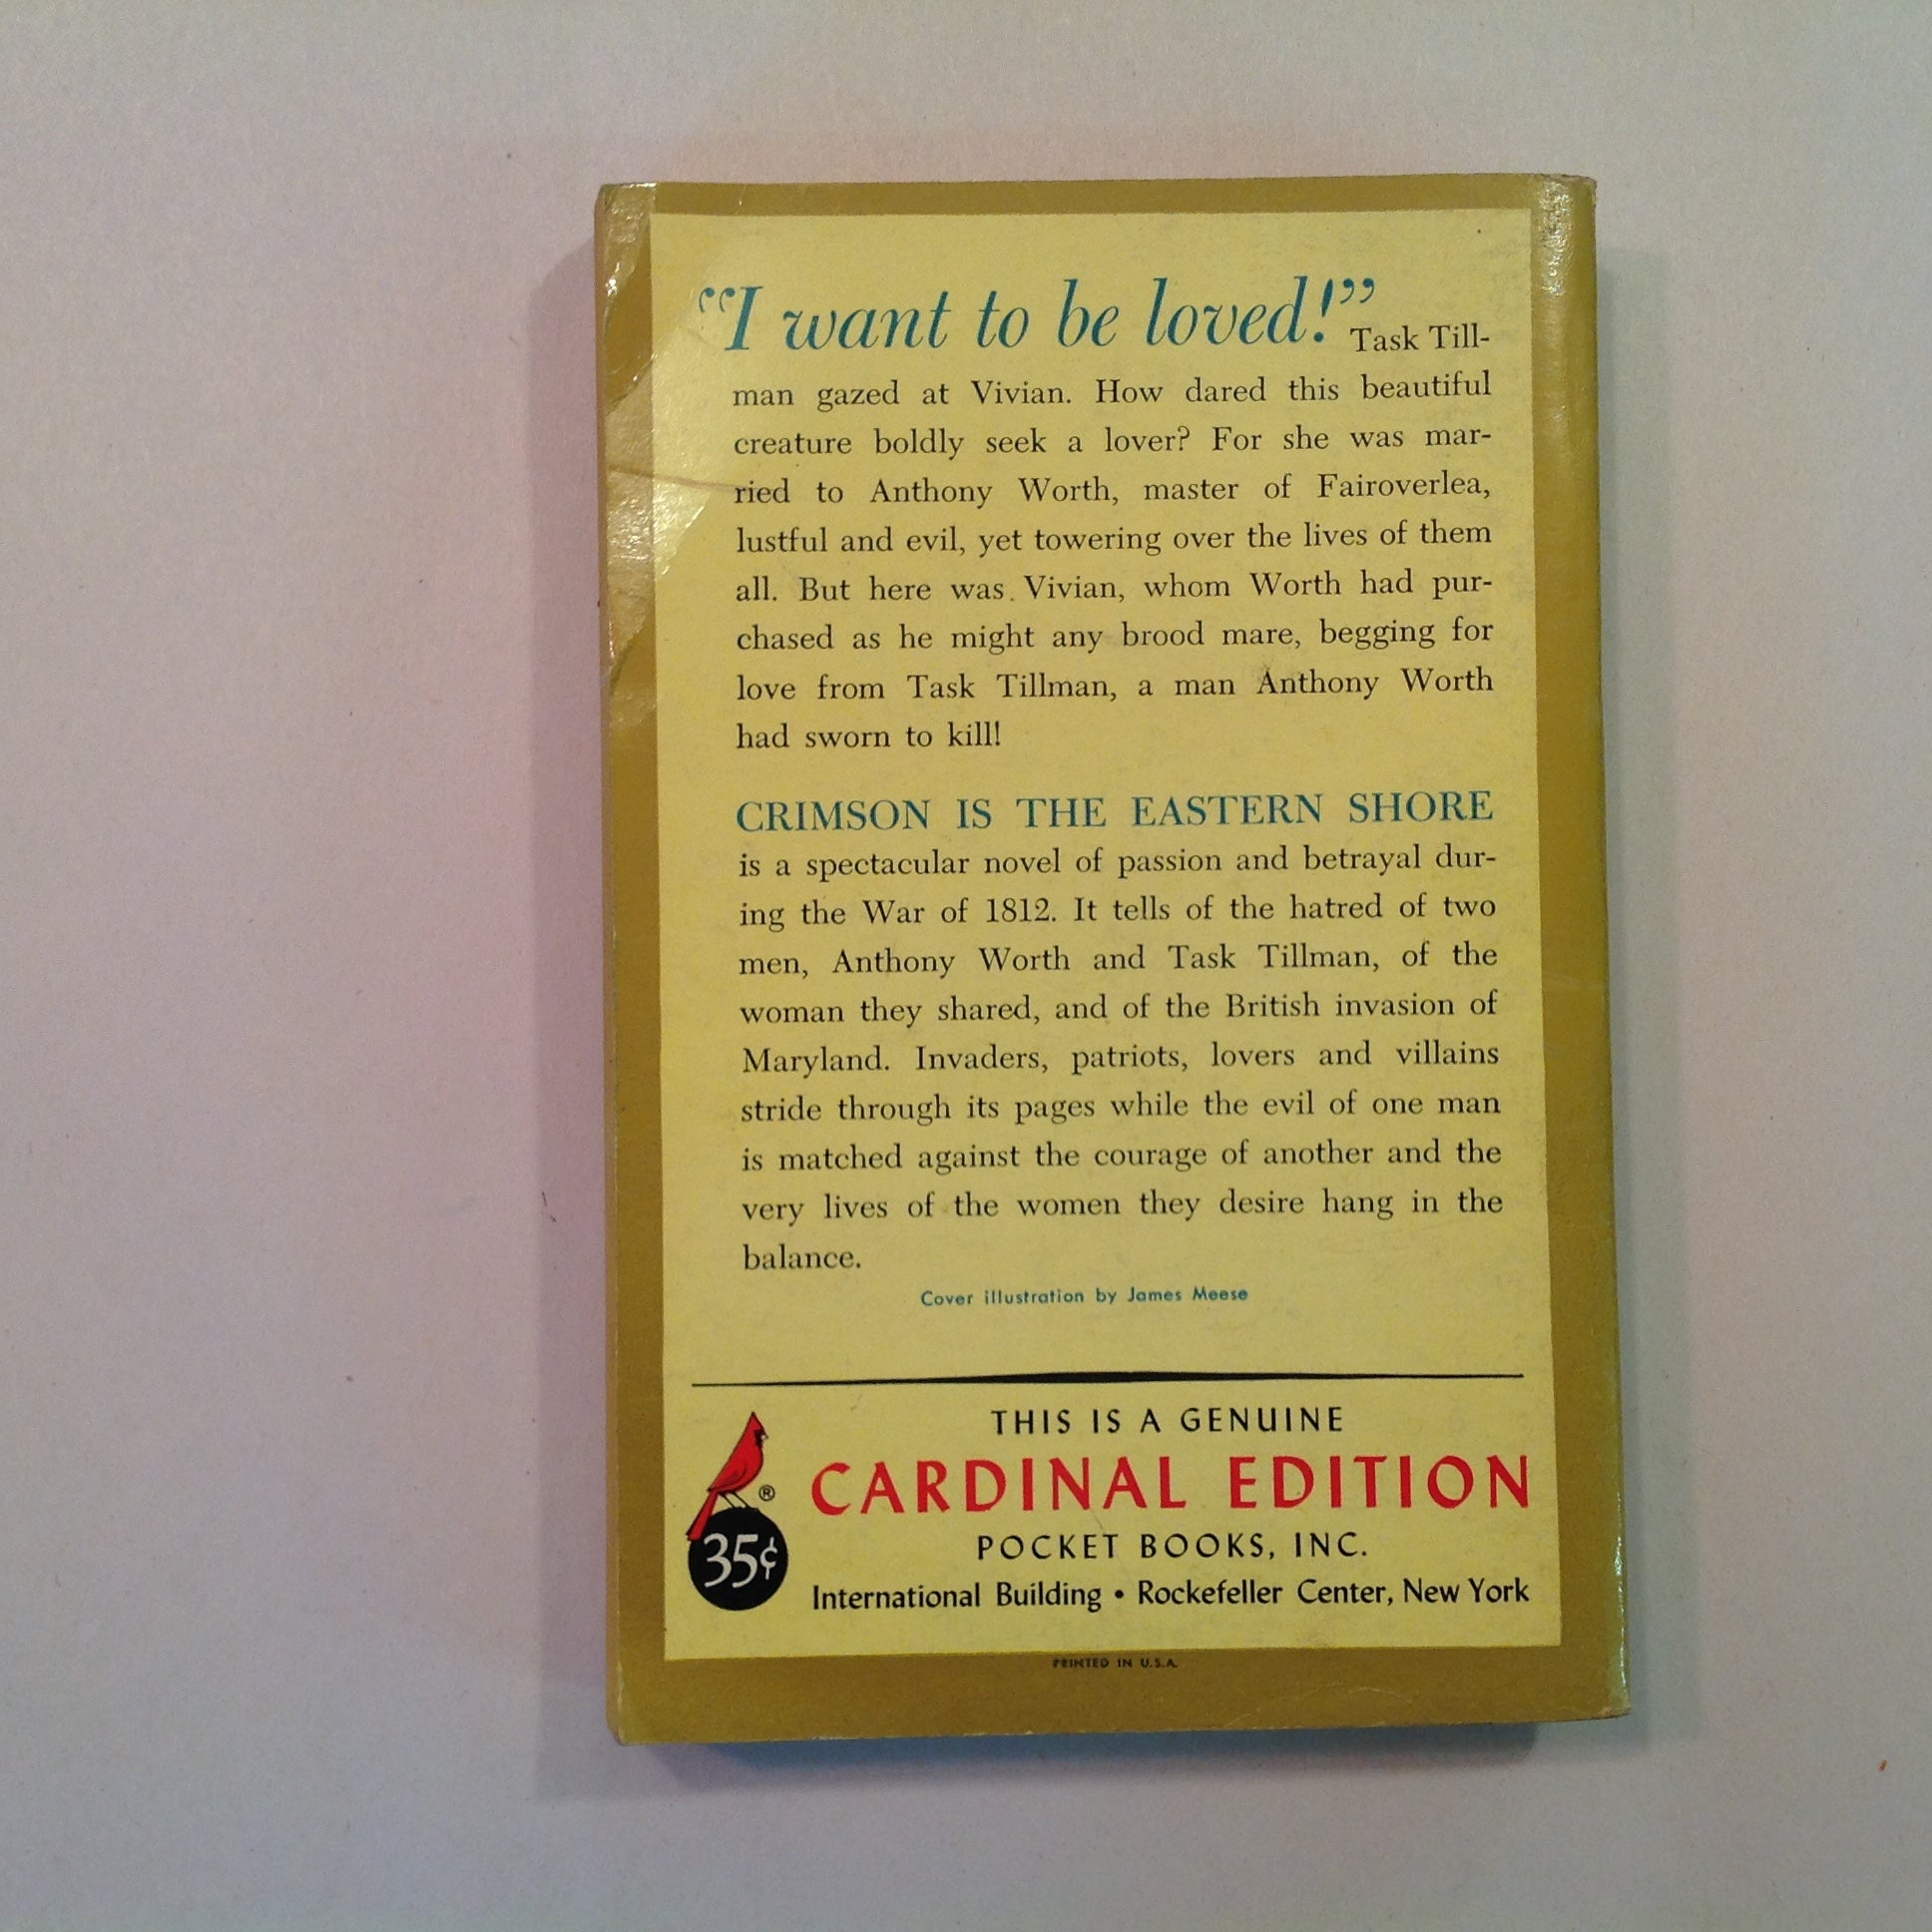 “I want to be loved!” Task Till-
man gazed at Vivian. How dared this beautiful
creature boldly seek a lover? For she was mar-
ried to Anthony Worth, master of Fairoverlea,
lustful and evil, yet towering over the lives of them
all. But here was Vivian, whom Worth had pur-
chased as he might any brood mare, begging for
love from Task Tillman, a man Anthony Worth
had sworn to kill!
CRIMSON IS THE EASTERN SHORE
is a spectacular novel of passion and betrayal dur-
ing the War of 1812. It tells of the hatred of two
men, Anthony Worth and Task Tillman, of the
woman they shared, and of the British invasion of
Maryland. Invaders, patriots, lovers and villains
stride through its pages while the evil of one man
is matched against the courage of another and the
very lives of the women they desire hang in the
balance.
Cover illustration by James Meese
THIS IS A GENUINE
CARDINAL EDITION
POCKET BOOKS, INC.
International Building • Rockefeller Center, New York
®
35¢
PRINTED IN U.S.A.